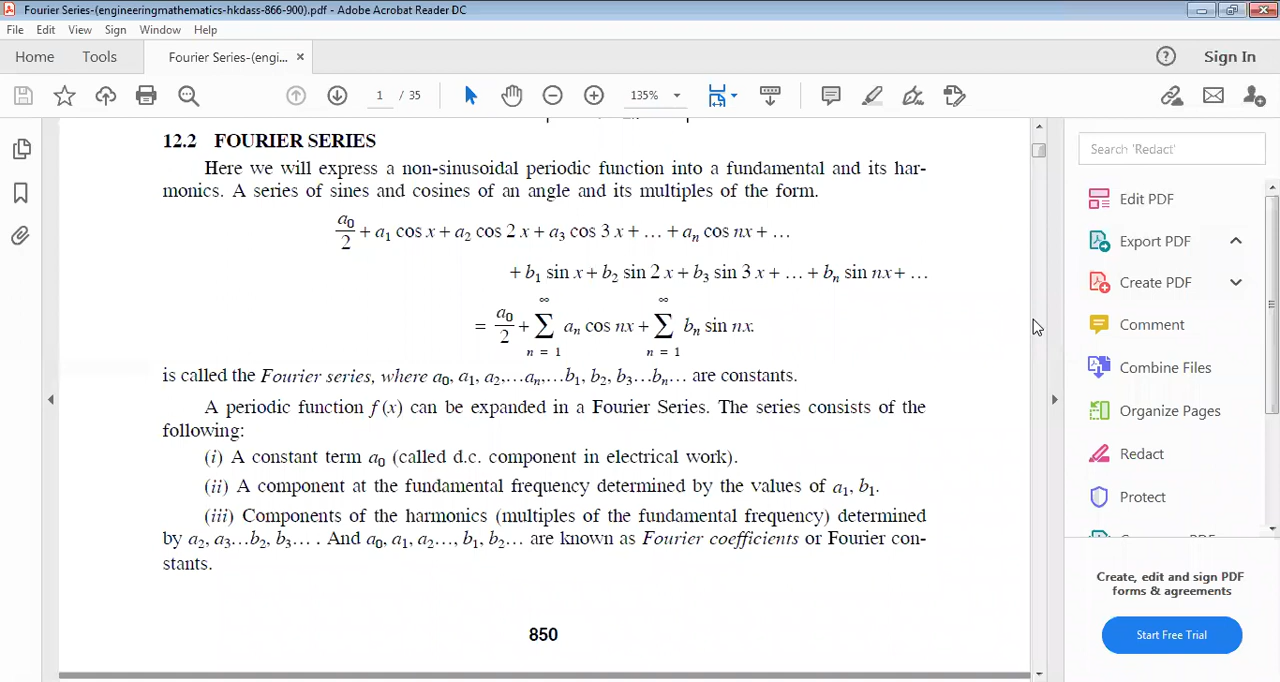 Fourier Series-(engineeringmathematics-hkdass-866-900).pdf - Adobe Acrobat Reader DC
File Edit View Sign Window Help
Home Tools Fourier Series-(engi... × Sign In
1 / 35 135%
12.2 FOURIER SERIES
Here we will express a non-sinusoidal periodic function into a fundamental and its har-
monics. A series of sines and cosines of an angle and its multiples of the form.
a₀/2 + a₁ cos x + a₂ cos 2 x + a₃ cos 3 x + ... + aₙ cos nx + ...
+ b₁ sin x + b₂ sin 2 x + b₃ sin 3 x + ... + bₙ sin nx + ...
= a₀/2 + ∑ n = 1 ∞ aₙ cos nx + ∑ n = 1 ∞ bₙ sin nx.
is called the Fourier series, where a₀, a₁, a₂,...aₙ,...b₁, b₂, b₃...bₙ... are constants.
A periodic function f (x) can be expanded in a Fourier Series. The series consists of the
following:
(i) A constant term a₀ (called d.c. component in electrical work).
(ii) A component at the fundamental frequency determined by the values of a₁, b₁.
(iii) Components of the harmonics (multiples of the fundamental frequency) determined
by a₂, a₃...b₂, b₃... . And a₀, a₁, a₂..., b₁, b₂... are known as Fourier coefficients or Fourier con-
stants.
850
Search 'Redact'
Edit PDF
Export PDF
Create PDF
Comment
Combine Files
Organize Pages
Redact
Protect
Create, edit and sign PDF
forms & agreements
Start Free Trial